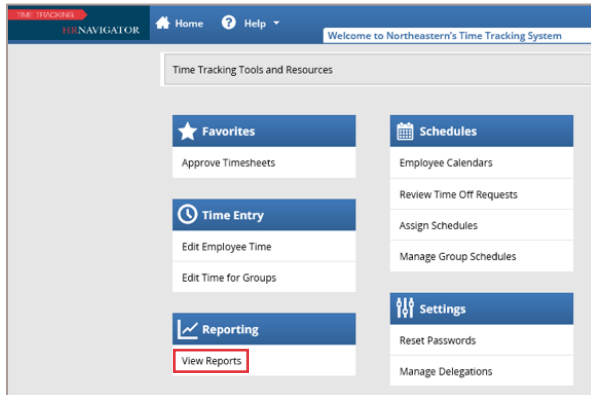 TIME TRACKING
HRNAVIGATOR
Home
Help
Welcome to Northeastern's Time Tracking System
Time Tracking Tools and Resources
Favorites
Approve Timesheets
Time Entry
Edit Employee Time
Edit Time for Groups
Reporting
View Reports
Schedules
Employee Calendars
Review Time Off Requests
Assign Schedules
Manage Group Schedules
Settings
Reset Passwords
Manage Delegations